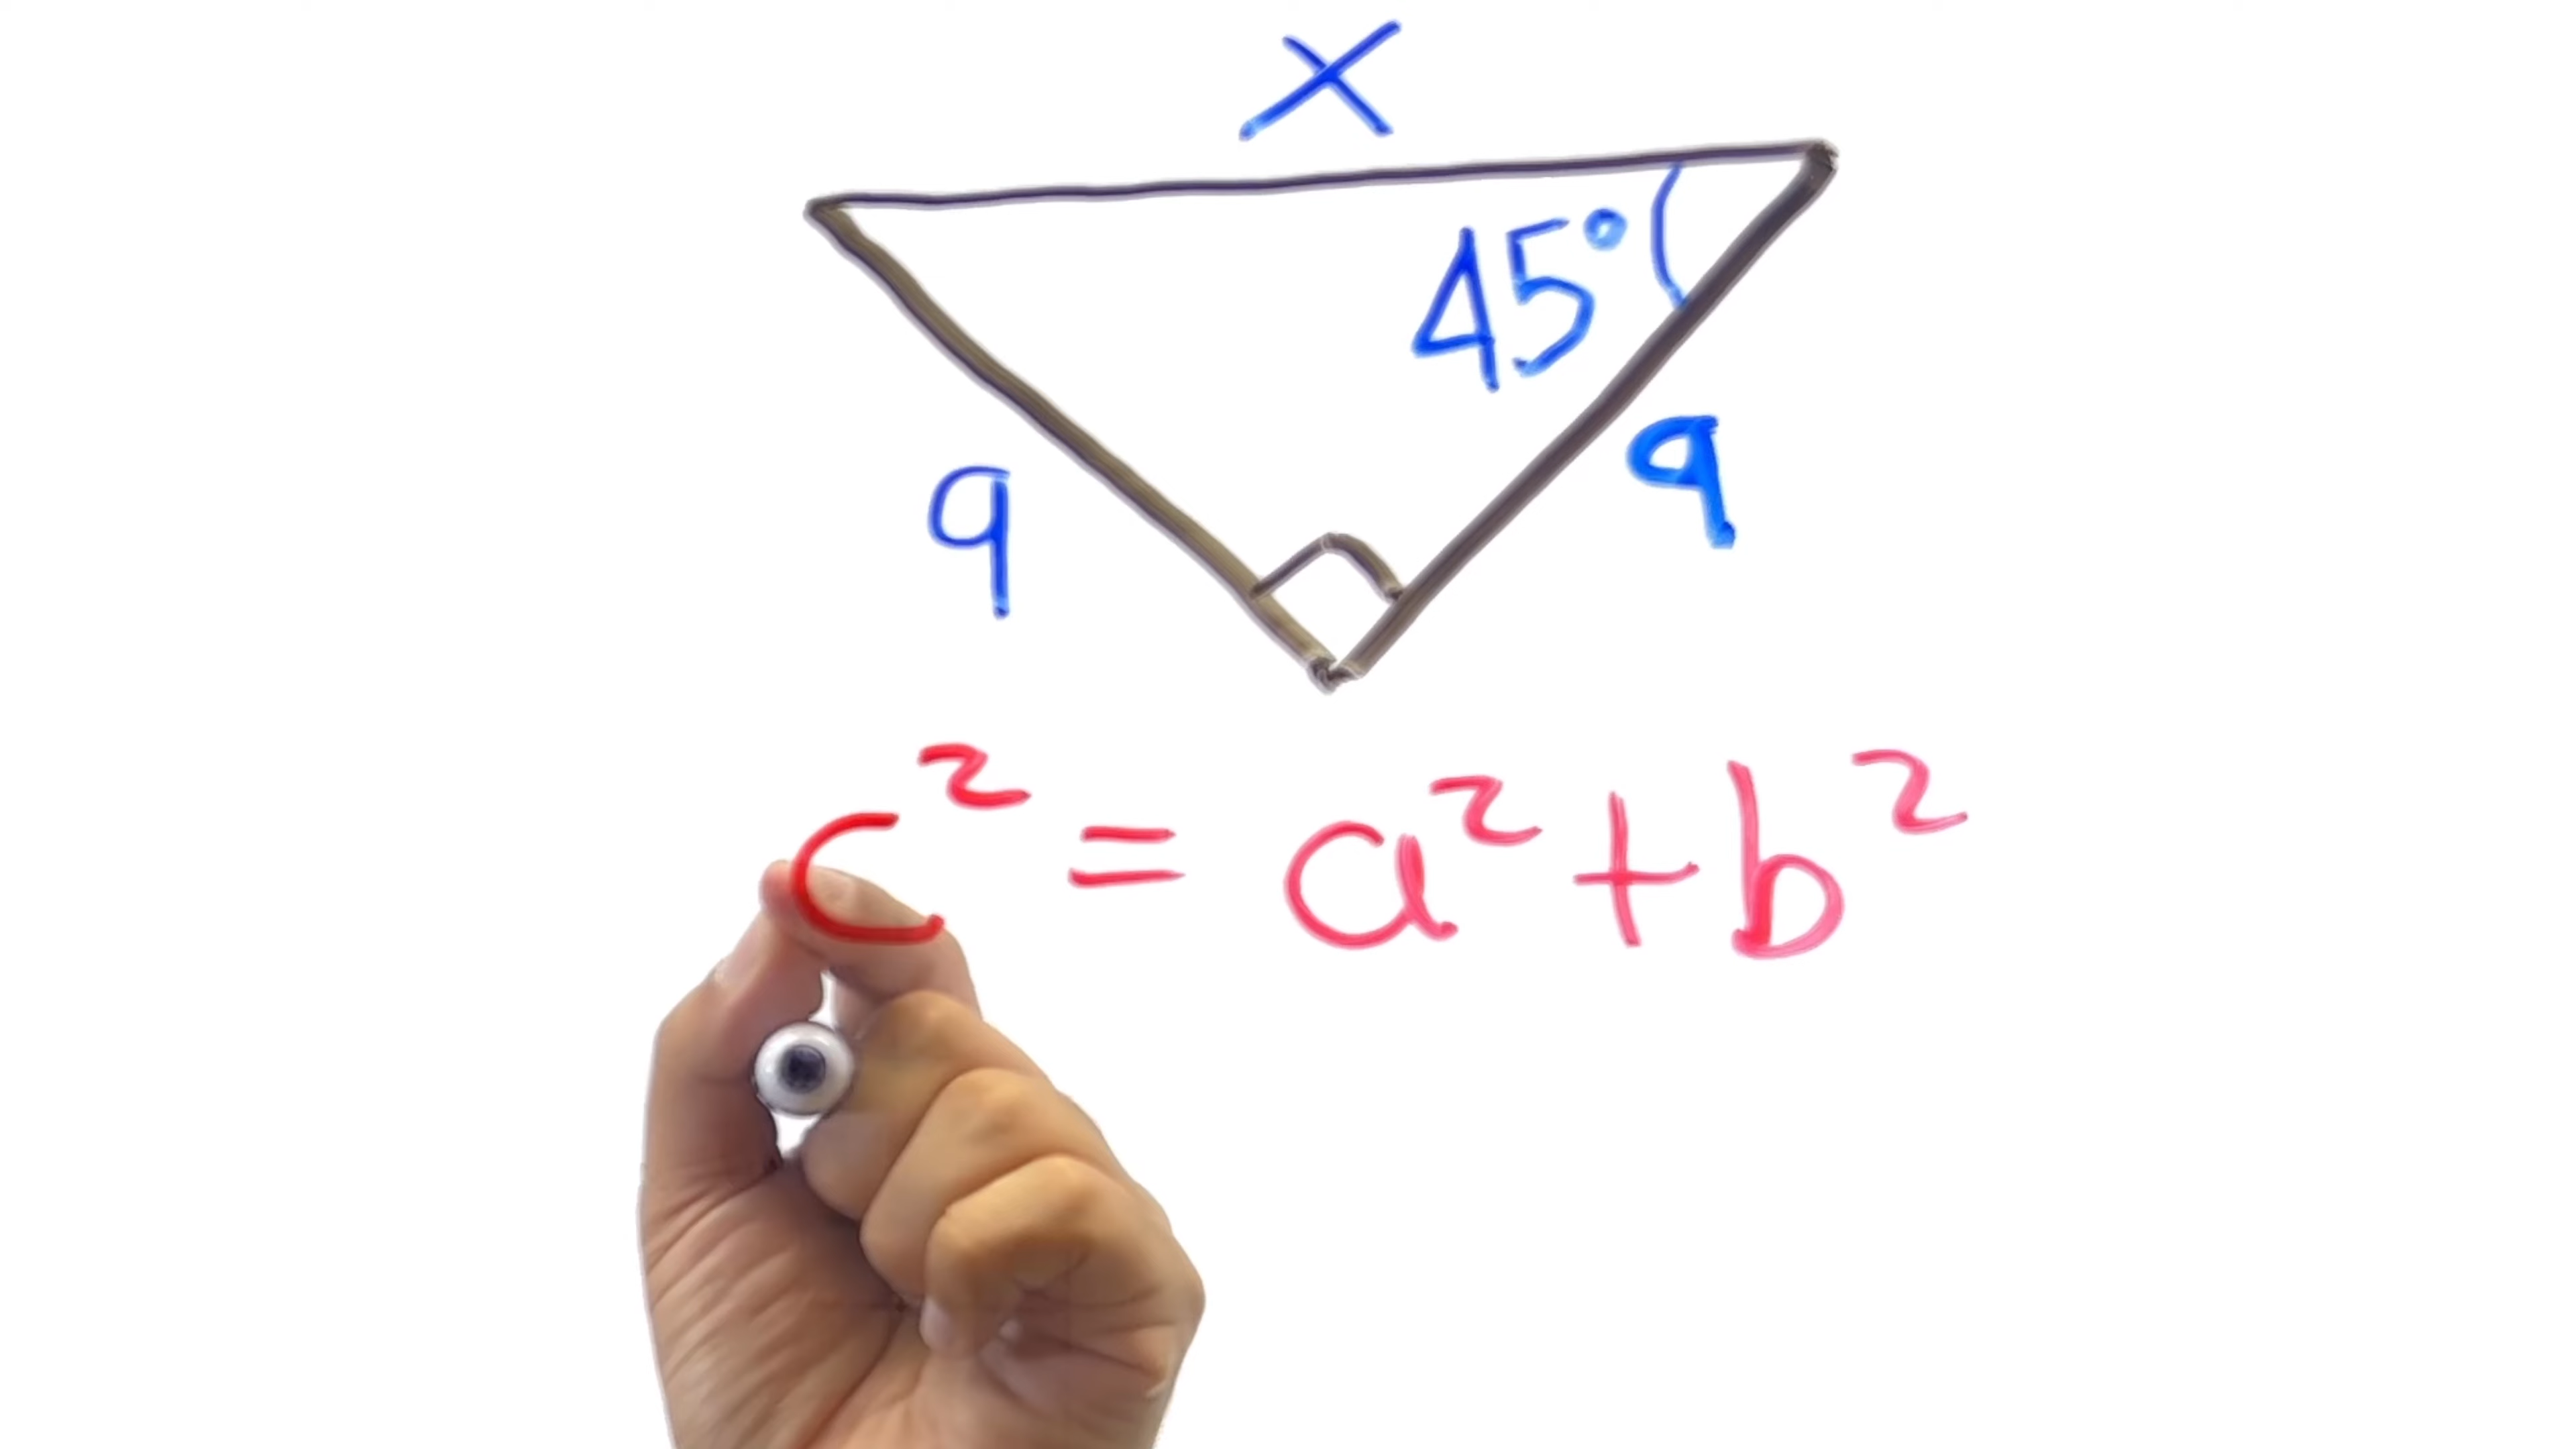 x
45°
9
9
c² = a² + b²